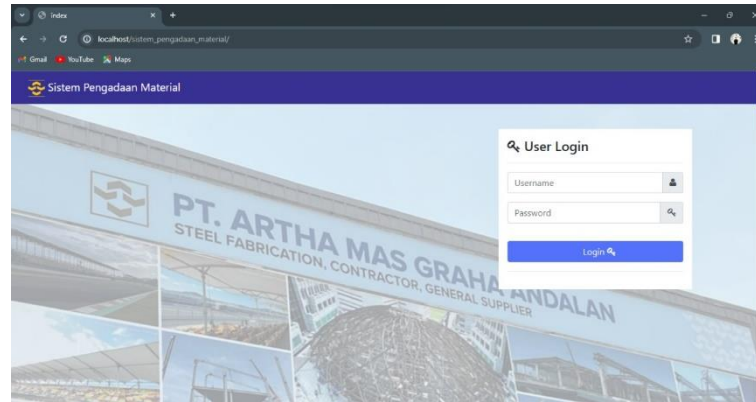 index
localhost/sistem_pengadaan_material/
Gmail
YouTube
Maps
Sistem Pengadaan Material
User Login
Username
Password
Login
PT. ARTHA MAS GRAHA ANDALAN
STEEL FABRICATION, CONTRACTOR, GENERAL SUPPLIER